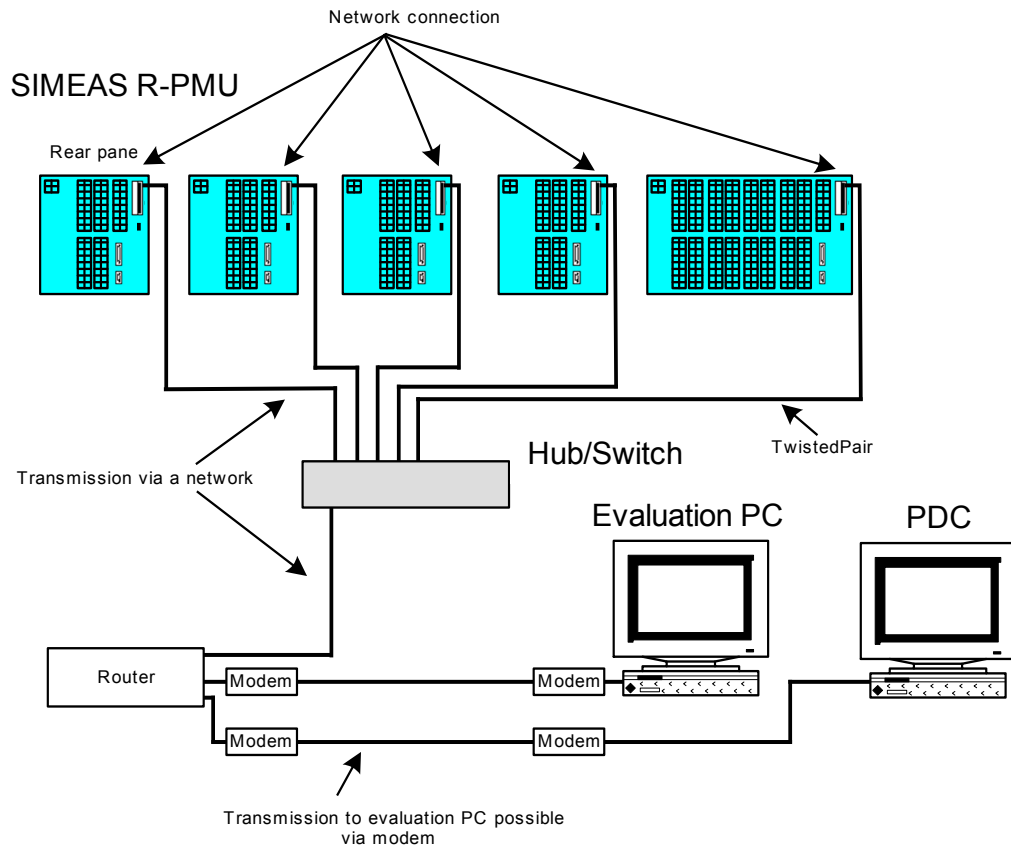 Network connection
SIMEAS R-PMU
Rear pane
TwistedPair
Hub/Switch
Transmission via a network
Evaluation PC
PDC
Router
Modem
Modem
Modem
Modem
Transmission to evaluation PC possible
via modem